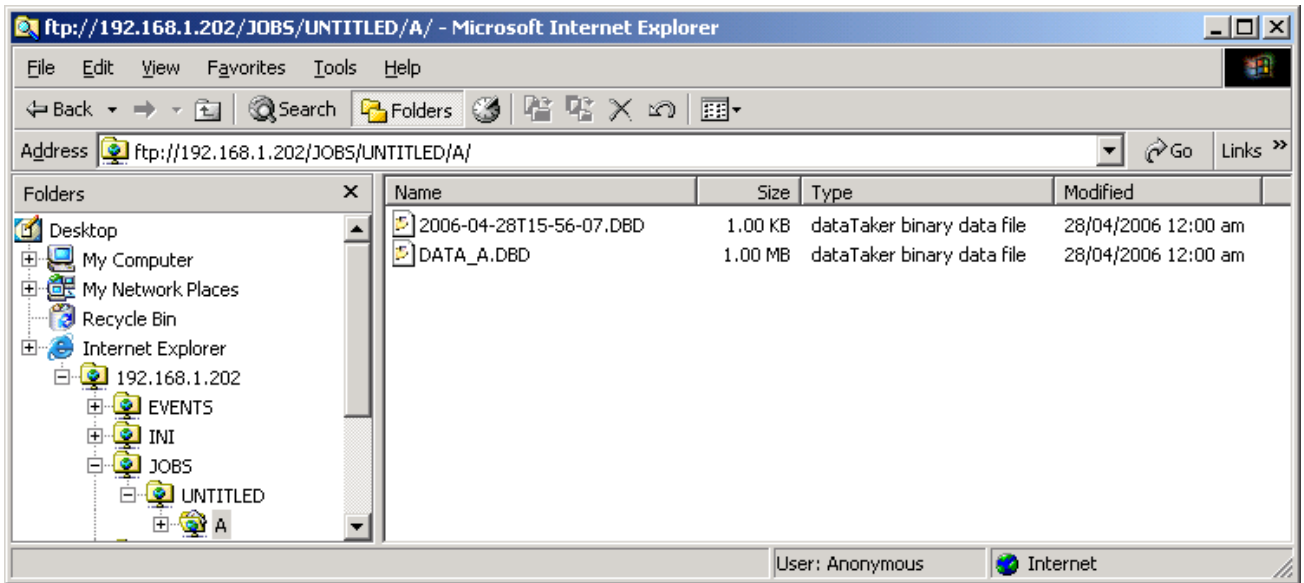 ftp://192.168.1.202/JOBS/UNTITLED/A/ - Microsoft Internet Explorer
File Edit View Favorites Tools Help
Back Search Folders
Address ftp://192.168.1.202/JOBS/UNTITLED/A/ Go Links »
Folders
Name Size Type Modified
2006-04-28T15-56-07.DBD 1.00 KB dataTaker binary data file 28/04/2006 12:00 am
DATA_A.DBD 1.00 MB dataTaker binary data file 28/04/2006 12:00 am
Desktop
My Computer
My Network Places
Recycle Bin
Internet Explorer
192.168.1.202
EVENTS
INI
JOBS
UNTITLED
A
User: Anonymous Internet